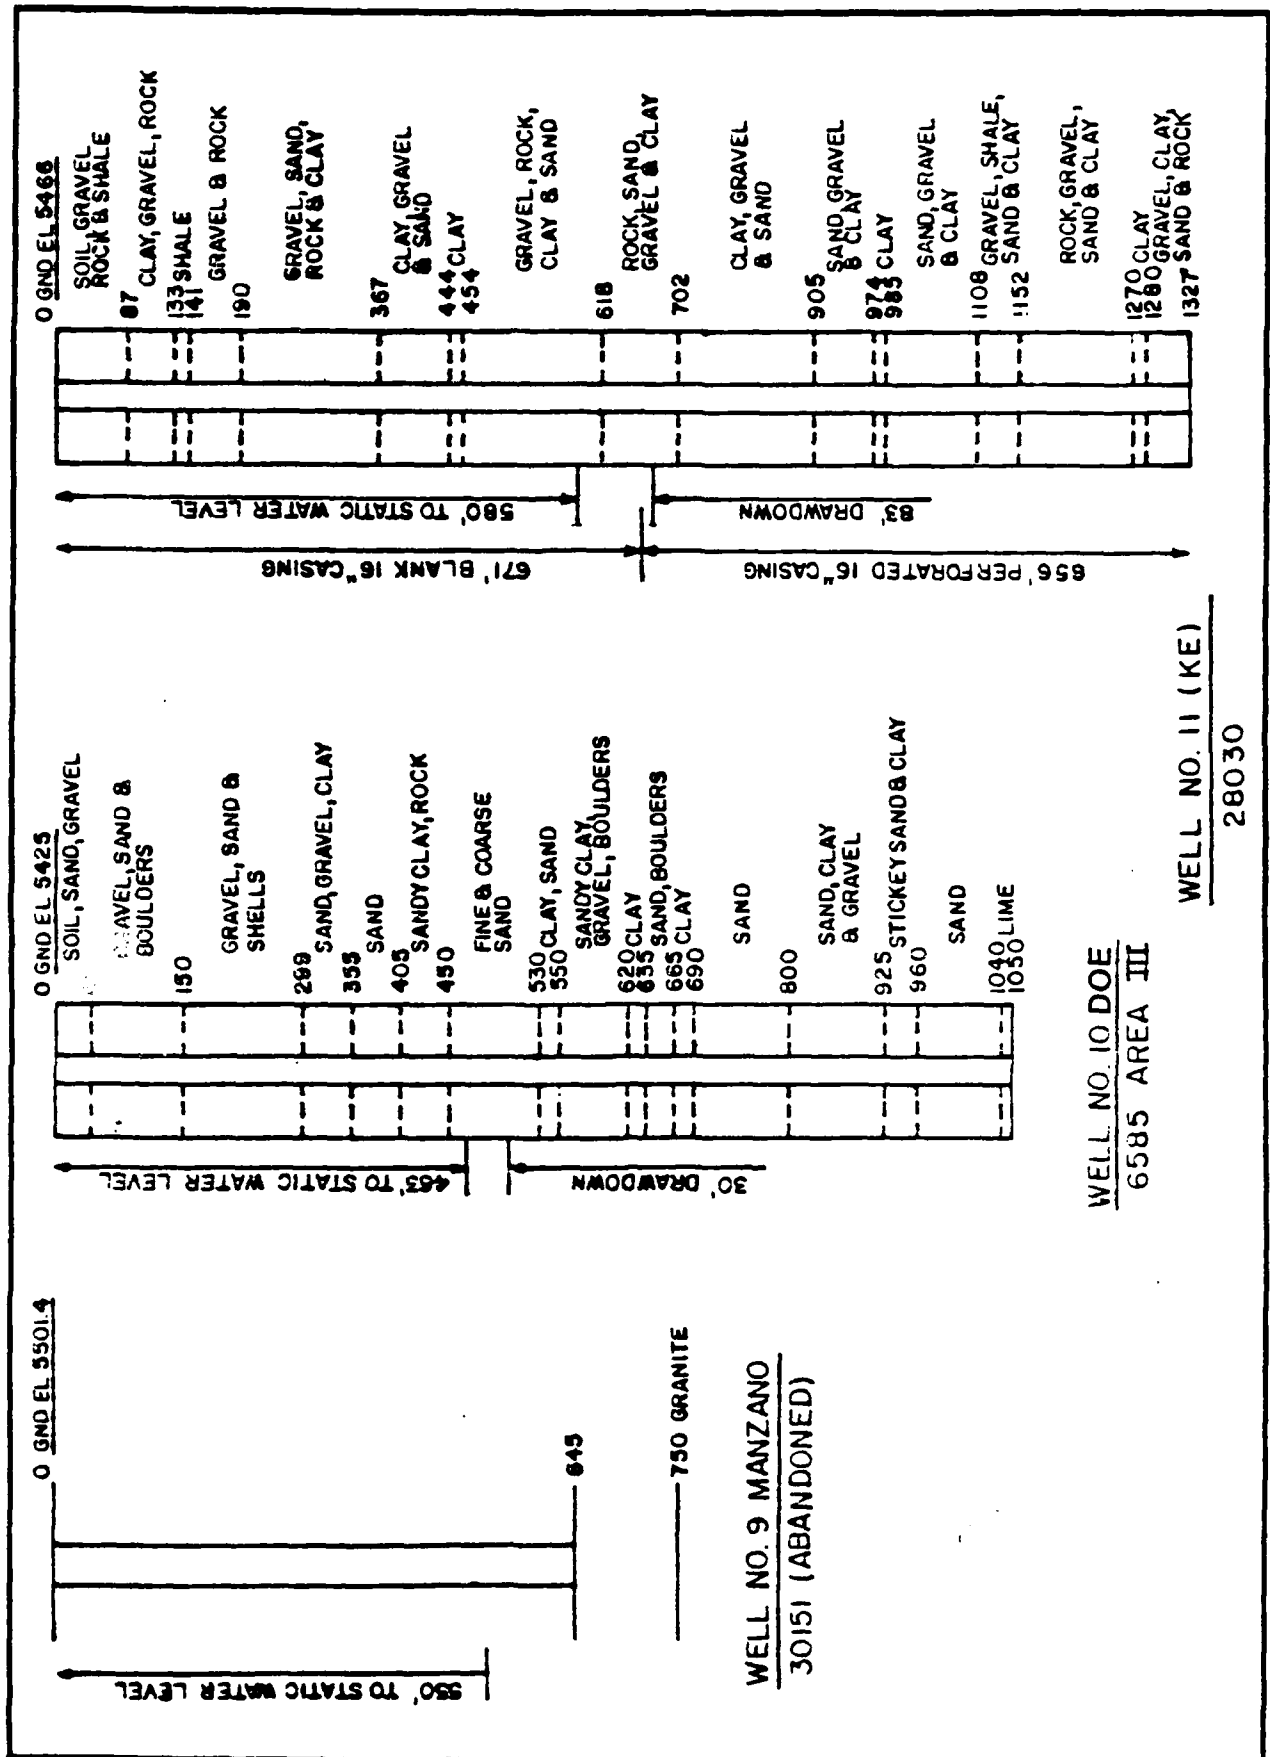 0 GND EL 5501.4
550' TO STATIC WATER LEVEL
645
750 GRANITE
WELL NO. 9 MANZANO
30151 (ABANDONED)
0 GND EL 5425
SOIL, SAND, GRAVEL
SAND &
BOULDERS
150
GRAVEL, SAND &
SHELLS
299
SAND, GRAVEL, CLAY
355
SAND
405
SANDY CLAY, ROCK
450
FINE & COARSE
SAND
530
CLAY, SAND
550
SANDY CLAY,
GRAVEL, BOULDERS
620
CLAY
635
SAND, BOULDERS
665
CLAY
690
SAND
800
SAND, CLAY
& GRAVEL
925
STICKEY SAND & CLAY
960
SAND
1040
LIME
1050
463' TO STATIC WATER LEVEL
30' DRAWDOWN
WELL NO. 10 DOE
6585 AREA III
0 GND EL 5466
SOIL, GRAVEL
ROCK & SHALE
87
CLAY, GRAVEL, ROCK
133
SHALE
141
GRAVEL & ROCK
190
GRAVEL, SAND,
ROCK & CLAY
367
CLAY, GRAVEL
& SAND
444
CLAY
454
GRAVEL, ROCK,
CLAY & SAND
618
ROCK, SAND,
GRAVEL & CLAY
702
CLAY, GRAVEL
& SAND
905
SAND, GRAVEL
& CLAY
974
CLAY
985
SAND, GRAVEL
& CLAY
1108
GRAVEL, SHALE,
SAND & CLAY
1152
ROCK, GRAVEL,
SAND & CLAY
1270
CLAY
1280
GRAVEL, CLAY,
SAND & ROCK
1327
580' TO STATIC WATER LEVEL
83' DRAWDOWN
671' BLANK 16" CASING
656' PERFORATED 16" CASING
WELL NO. 11 (KE)
28030